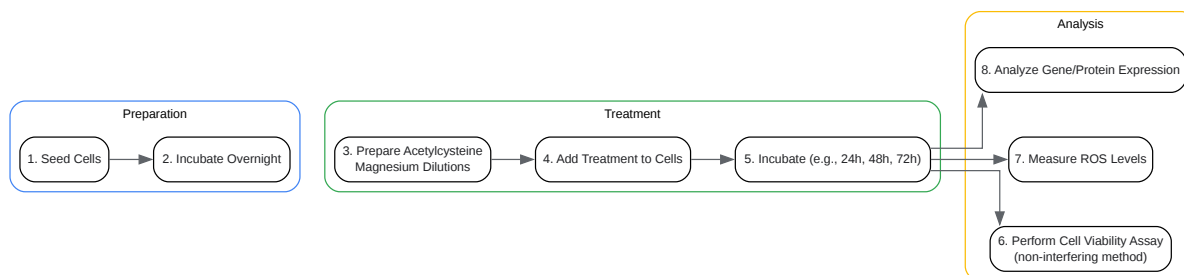 Preparation
1. Seed Cells
2. Incubate Overnight
Treatment
3. Prepare Acetylcysteine
Magnesium Dilutions
4. Add Treatment to Cells
5. Incubate (e.g., 24h, 48h, 72h)
Analysis
8. Analyze Gene/Protein Expression
7. Measure ROS Levels
6. Perform Cell Viability Assay
(non-interfering method)